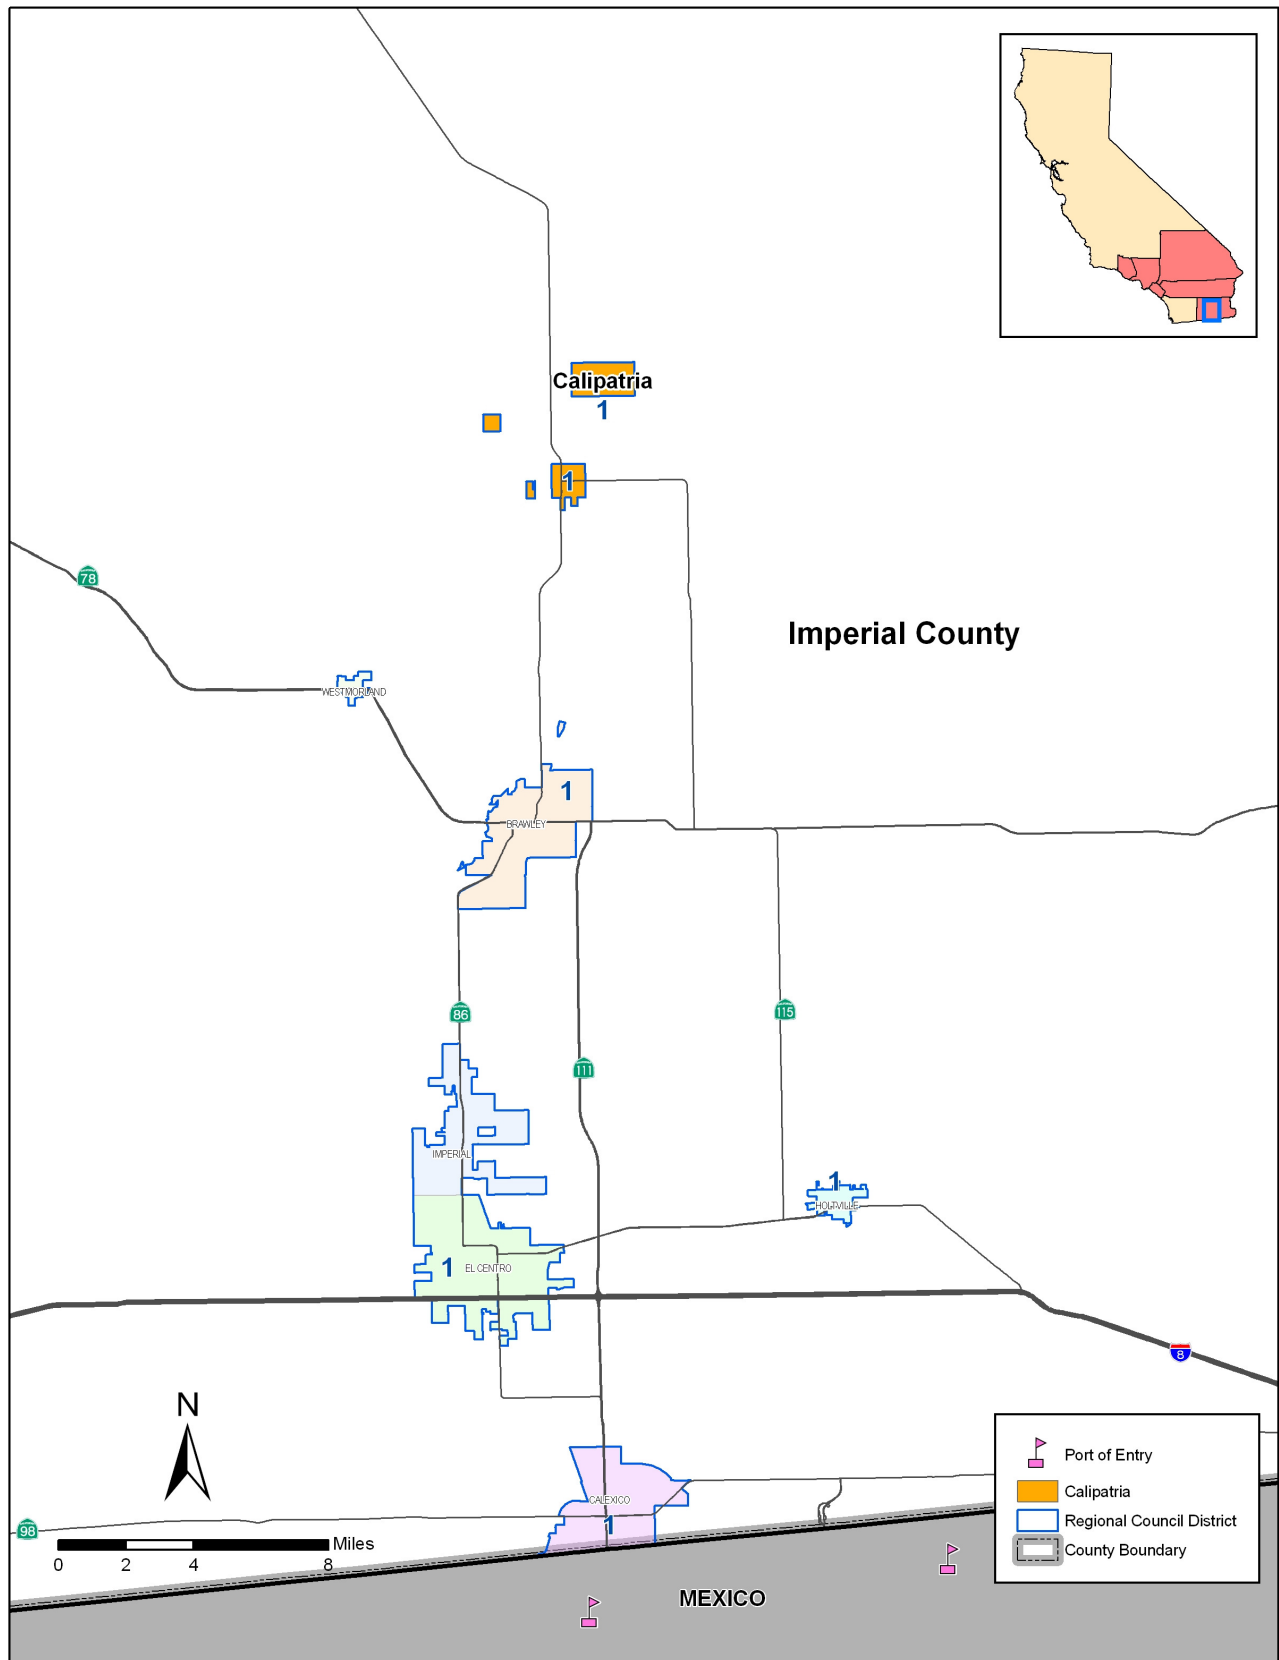 Calipatria
1
1
78
Imperial County
WESTMORLAND
1
BRAWLEY
86
115
111
IMPERIAL
1
HOLTVILLE
1
EL CENTRO
8
N
Port of Entry
Calipatria
Regional Council District
County Boundary
CALEXICO
1
98
Miles
0 2 4 8
MEXICO